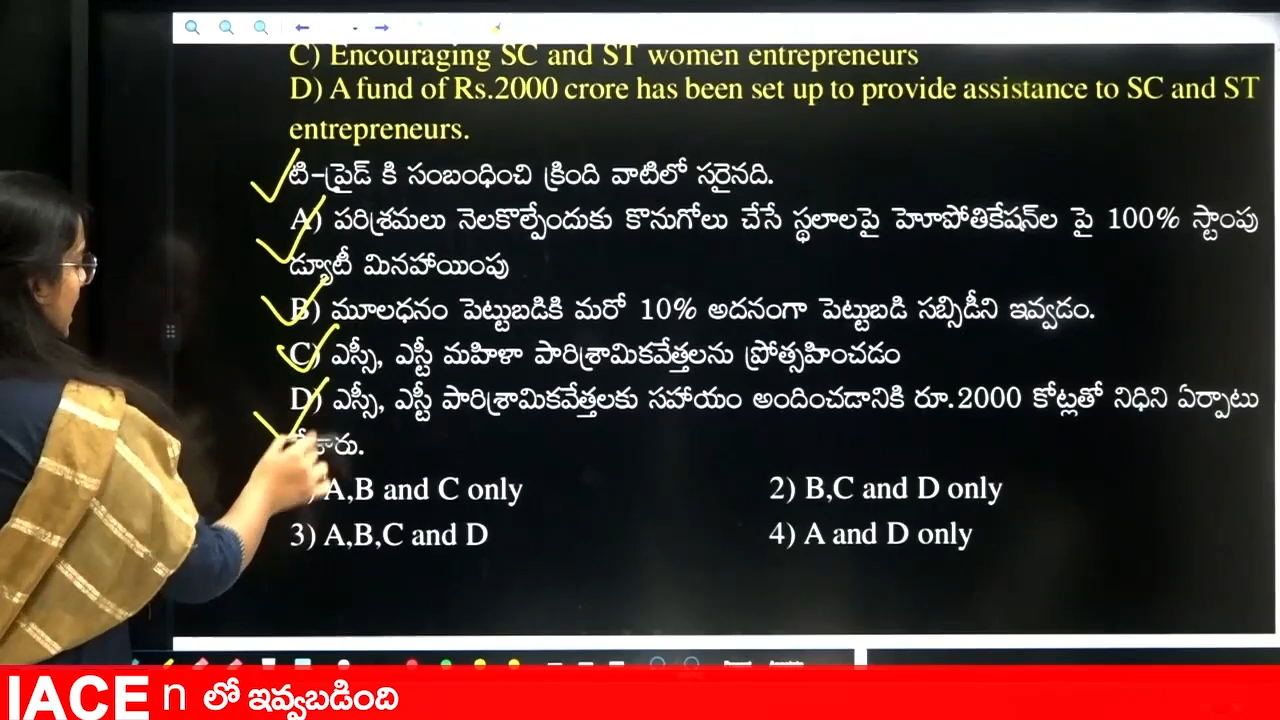 C) Encouraging SC and ST women entrepreneurs
D) A fund of Rs.2000 crore has been set up to provide assistance to SC and ST
entrepreneurs.
టి-ప్రైడ్ కి సంబంధించి క్రింది వాటిలో సరైనది.
A) పరిశ్రమలు నెలకొల్పేందుకు కొనుగోలు చేసే స్థలాలపై హెూపోతికేషన్‌ల పై 100% స్టాంపు
డ్యూటీ మినహాయింపు
B) మూలధనం పెట్టుబడికి మరో 10% అదనంగా పెట్టుబడి సబ్సిడీని ఇవ్వడం.
C) ఎస్సీ, ఎస్టీ మహిళా పారిశ్రామికవేత్తలను ప్రోత్సహించడం
D) ఎస్సీ, ఎస్టీ పారిశ్రామికవేత్తలకు సహాయం అందించడానికి రూ.2000 కోట్లతో నిధిని ఏర్పాటు
A,B and C only 2) B,C and D only
3) A,B,C and D 4) A and D only
IACE n లో ఇవ్వబడింది